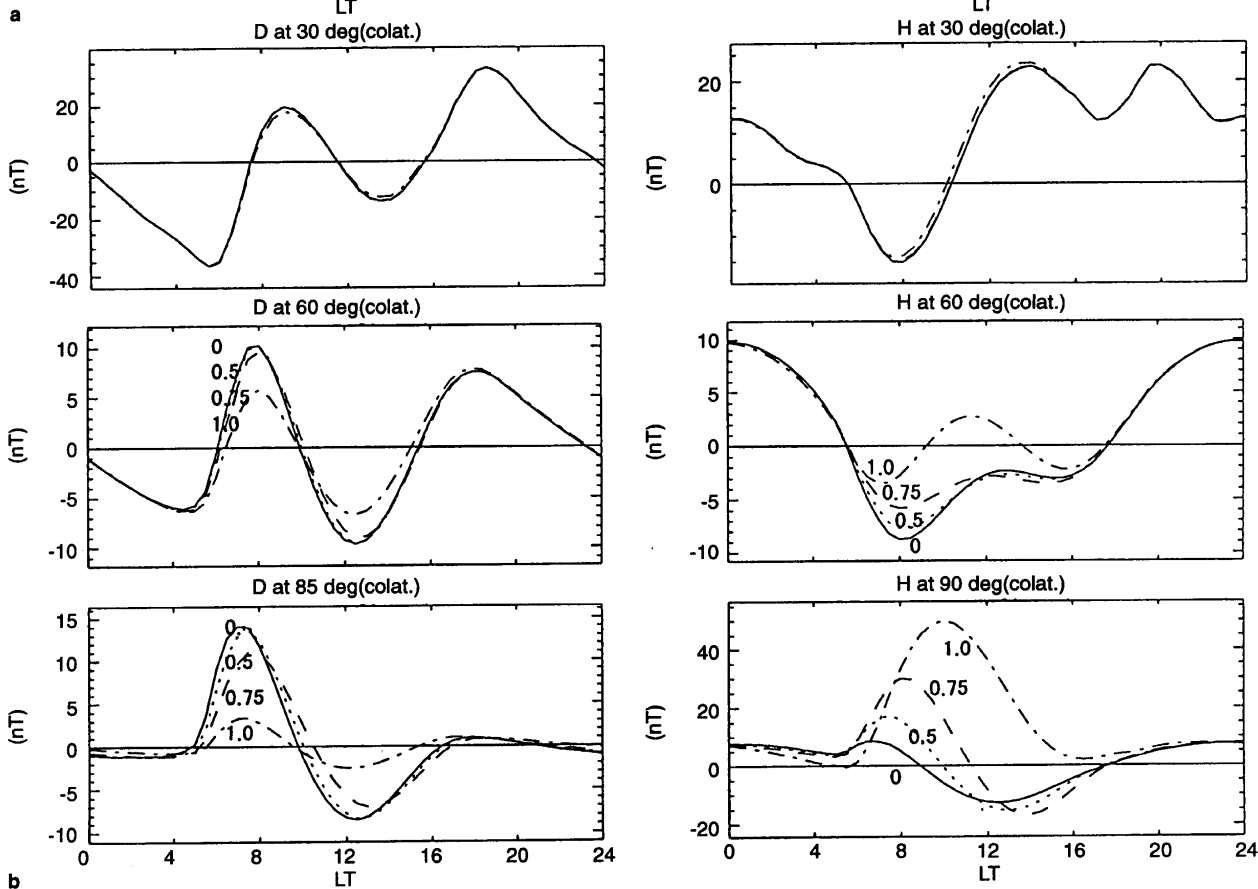 a
LT
LT
D at 30 deg(colat.)
H at 30 deg(colat.)
20
0
-20
-40
(nT)
20
0
(nT)
D at 60 deg(colat.)
H at 60 deg(colat.)
10
5
0
-5
-10
(nT)
0
0.5
0.75
1.0
10
5
0
-5
-10
(nT)
1.0
0.75
0.5
0
D at 85 deg(colat.)
H at 90 deg(colat.)
15
10
5
0
-5
-10
(nT)
0
0.5
0.75
1.0
0 4 8 12 16 20 24
LT
40
20
0
-20
(nT)
1.0
0.75
0.5
0
0 4 8 12 16 20 24
LT
b